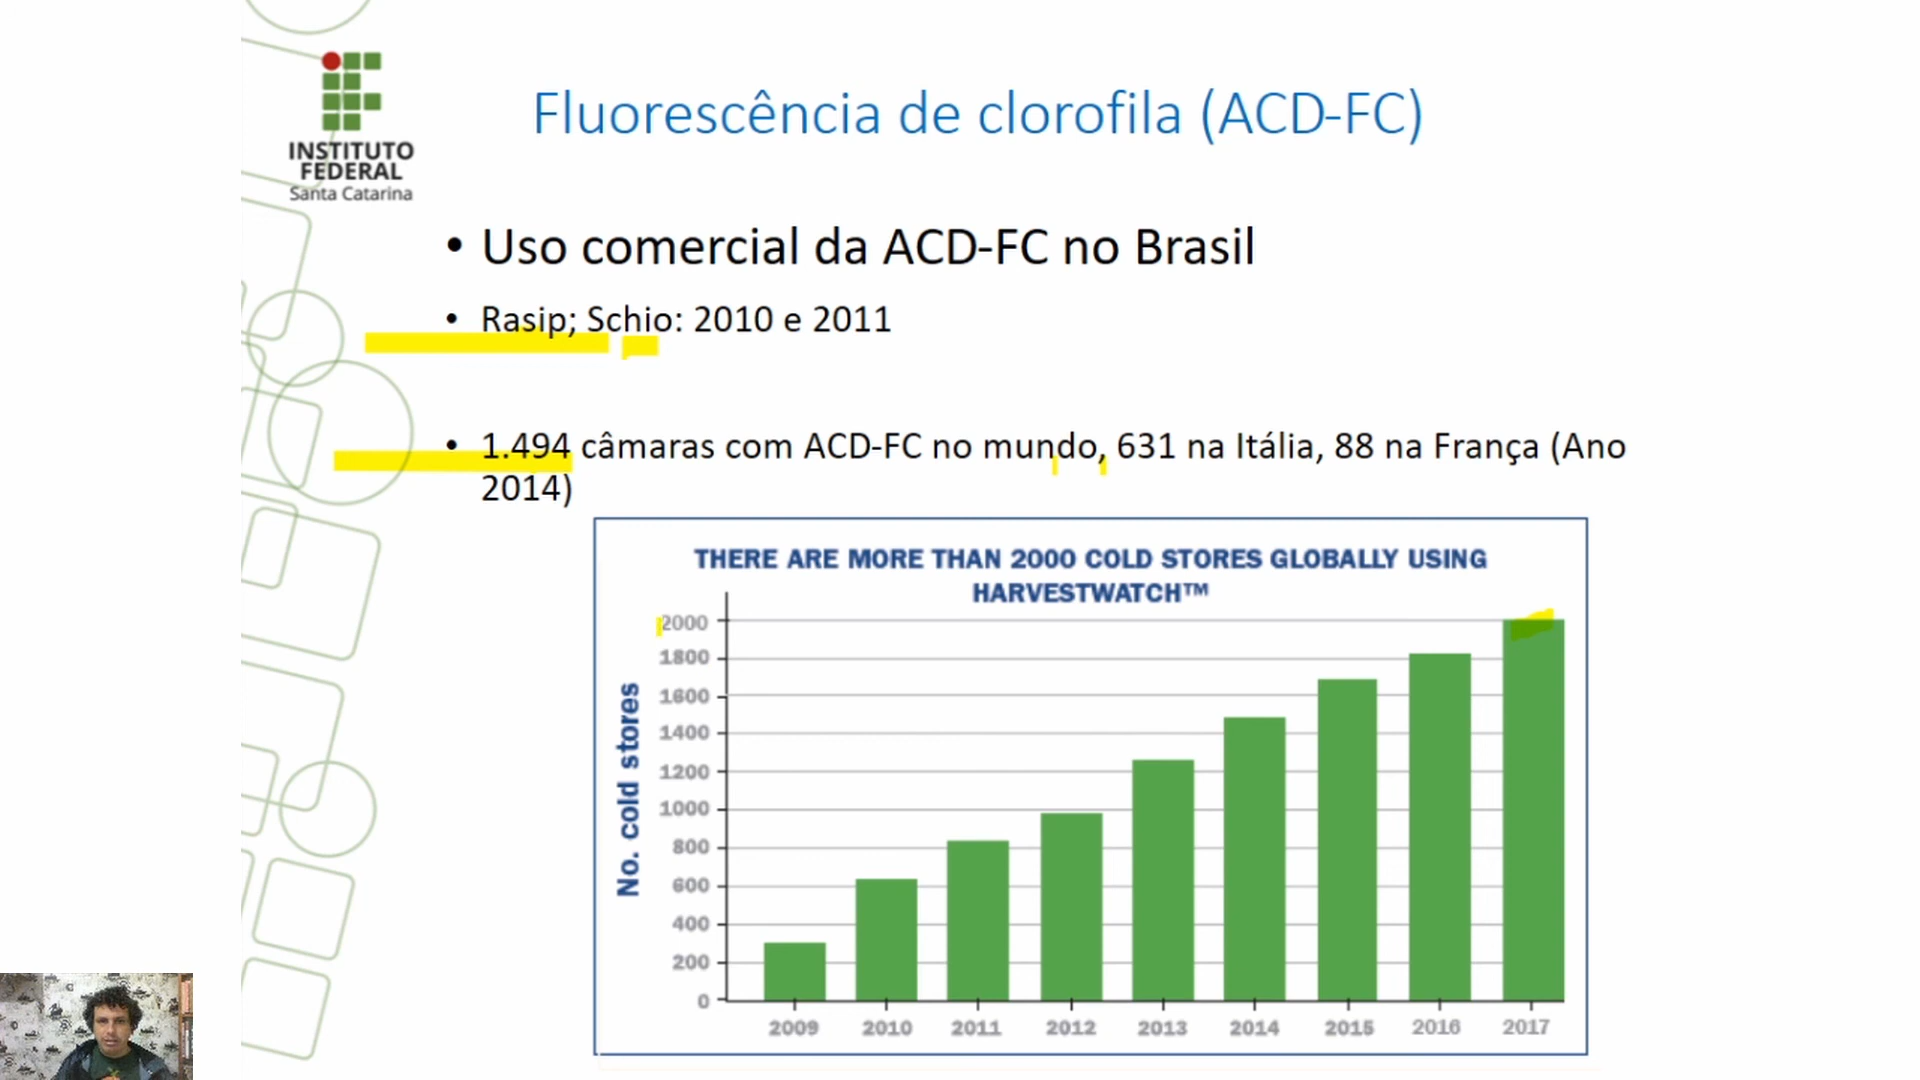 INSTITUTO
FEDERAL
Santa Catarina
Fluorescência de clorofila (ACD-FC)
• Uso comercial da ACD-FC no Brasil
• Rasip; Schio: 2010 e 2011
• 1.494 câmaras com ACD-FC no mundo, 631 na Itália, 88 na França (Ano
2014)
THERE ARE MORE THAN 2000 COLD STORES GLOBALLY USING
HARVESTWATCH™
No. cold stores
2000
1800
1600
1400
1200
1000
800
600
400
200
0
2009 2010 2011 2012 2013 2014 2015 2016 2017